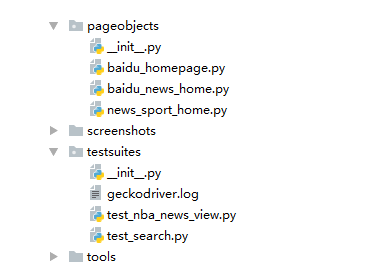 pageobjects
__init__.py
baidu_homepage.py
baidu_news_home.py
news_sport_home.py
screenshots
testsuites
__init__.py
geckodriver.log
test_nba_news_view.py
test_search.py
tools